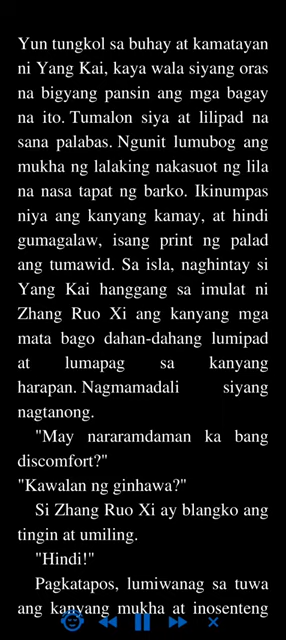 Yun tungkol sa buhay at kamatayan
ni Yang Kai, kaya wala siyang oras
na bigyang pansin ang mga bagay
na ito. Tumalon siya at lilipad na
sana palabas. Ngunit lumubog ang
mukha ng lalaking nakasuot ng lila
na nasa tapat ng barko. Ikinumpas
niya ang kanyang kamay, at hindi
gumagalaw, isang print ng palad
ang tumawid. Sa isla, naghintay si
Yang Kai hanggang sa imulat ni
Zhang Ruo Xi ang kanyang mga
mata bago dahan-dahang lumipad
at lumapag sa kanyang
harapan. Nagmamadali siyang
nagtanong.
"May nararamdaman ka bang
discomfort?"
"Kawalan ng ginhawa?"
Si Zhang Ruo Xi ay blangko ang
tingin at umiling.
"Hindi!"
Pagkatapos, lumiwanag sa tuwa
ang kanyang mukha at inosenteng